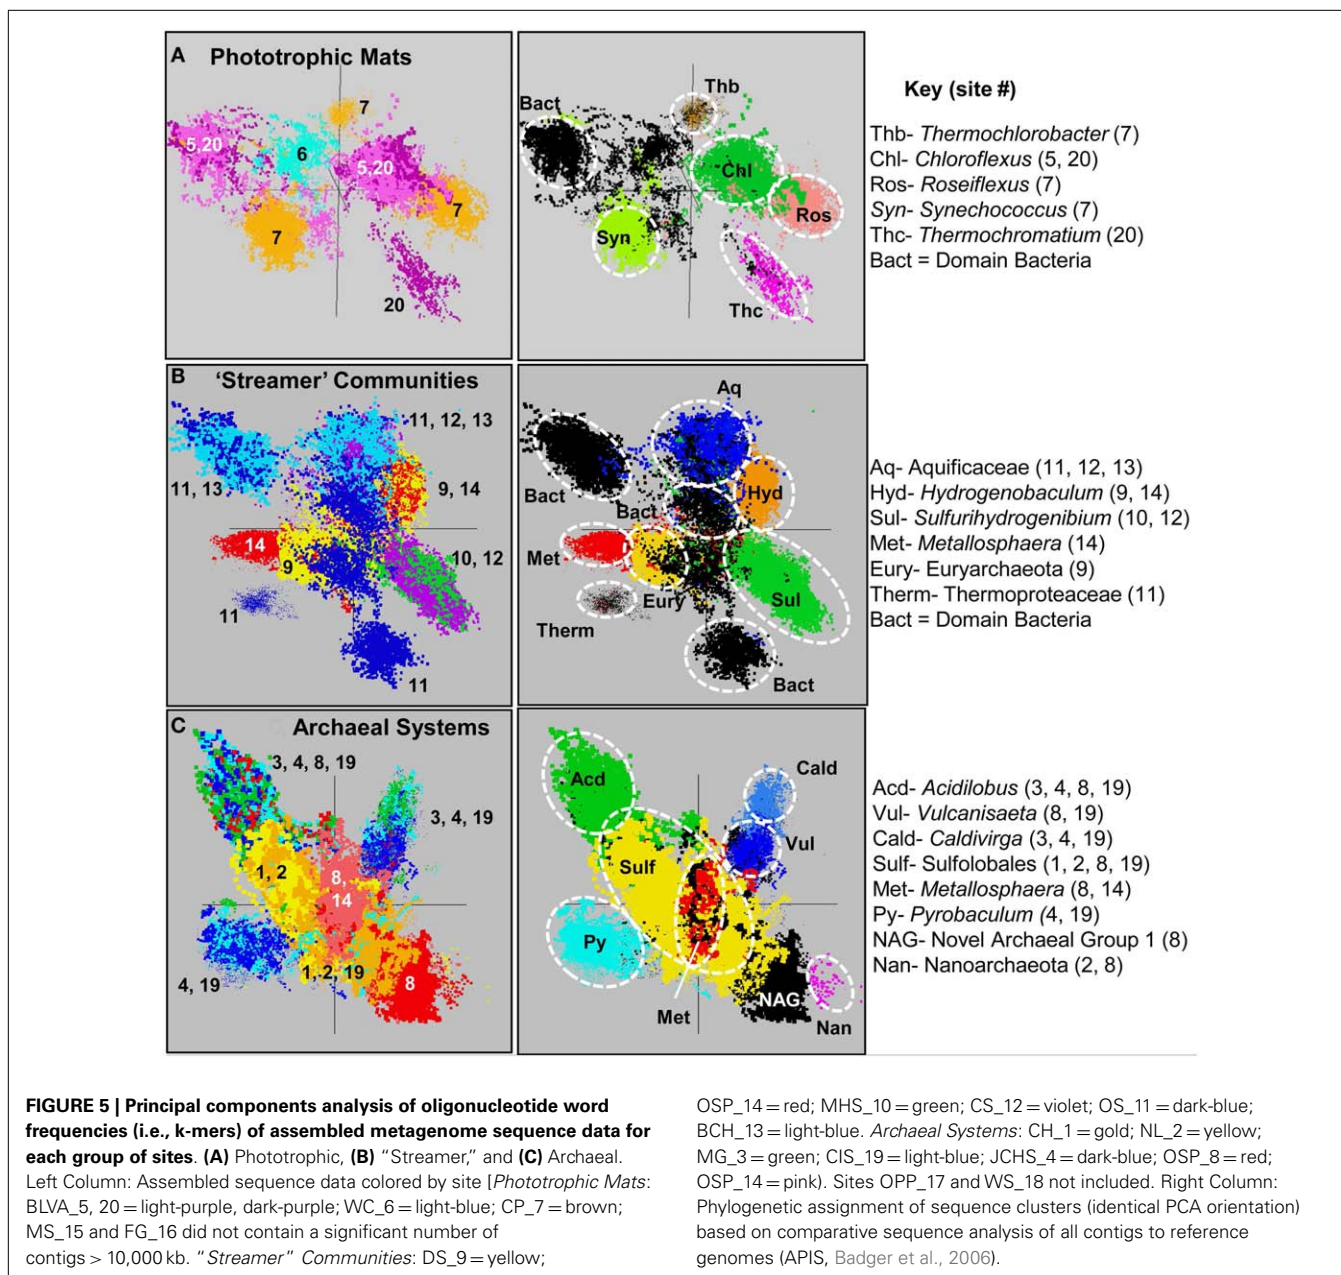 A Phototrophic Mats
5,20
6
7
5,20
7
7
20
Bact
Thb
Chl
Ros
Syn
Thc
Key (site #)
Thb- Thermochlorobacter (7)
Chl- Chloroflexus (5, 20)
Ros- Roseiflexus (7)
Syn- Synechococcus (7)
Thc- Thermochromatium (20)
Bact = Domain Bacteria
B 'Streamer' Communities
11, 12, 13
11, 13
9, 14
14
9
10, 12
11
11
Aq
Bact
Bact
Hyd
Met
Eury
Therm
Sul
Bact
Aq- Aquificaceae (11, 12, 13)
Hyd- Hydrogenobaculum (9, 14)
Sul- Sulfurihydrogenibium (10, 12)
Met- Metallosphaera (14)
Eury- Euryarchaeota (9)
Therm- Thermoproteaceae (11)
Bact = Domain Bacteria
C Archaeal Systems
3, 4, 8, 19
3, 4, 19
1, 2
8,
14
4, 19
1, 2, 19
8
Acd
Cald
Vul
Sulf
Py
Met
NAG
Nan
Acd- Acidilobus (3, 4, 8, 19)
Vul- Vulcanisaeta (8, 19)
Cald- Caldivirga (3, 4, 19)
Sulf- Sulfolobales (1, 2, 8, 19)
Met- Metallosphaera (8, 14)
Py- Pyrobaculum (4, 19)
NAG- Novel Archaeal Group 1 (8)
Nan- Nanoarchaeota (2, 8)
FIGURE 5 | Principal components analysis of oligonucleotide word
frequencies (i.e., k-mers) of assembled metagenome sequence data for
each group of sites. (A) Phototrophic, (B) “Streamer,” and (C) Archaeal.
Left Column: Assembled sequence data colored by site [Phototrophic Mats:
BLVA_5, 20 = light-purple, dark-purple; WC_6 = light-blue; CP_7 = brown;
MS_15 and FG_16 did not contain a significant number of
contigs > 10,000 kb. “Streamer” Communities: DS_9 = yellow;
OSP_14 = red; MHS_10 = green; CS_12 = violet; OS_11 = dark-blue;
BCH_13 = light-blue. Archaeal Systems: CH_1 = gold; NL_2 = yellow;
MG_3 = green; CIS_19 = light-blue; JCHS_4 = dark-blue; OSP_8 = red;
OSP_14 = pink). Sites OPP_17 and WS_18 not included. Right Column:
Phylogenetic assignment of sequence clusters (identical PCA orientation)
based on comparative sequence analysis of all contigs to reference
genomes (APIS, Badger et al., 2006).